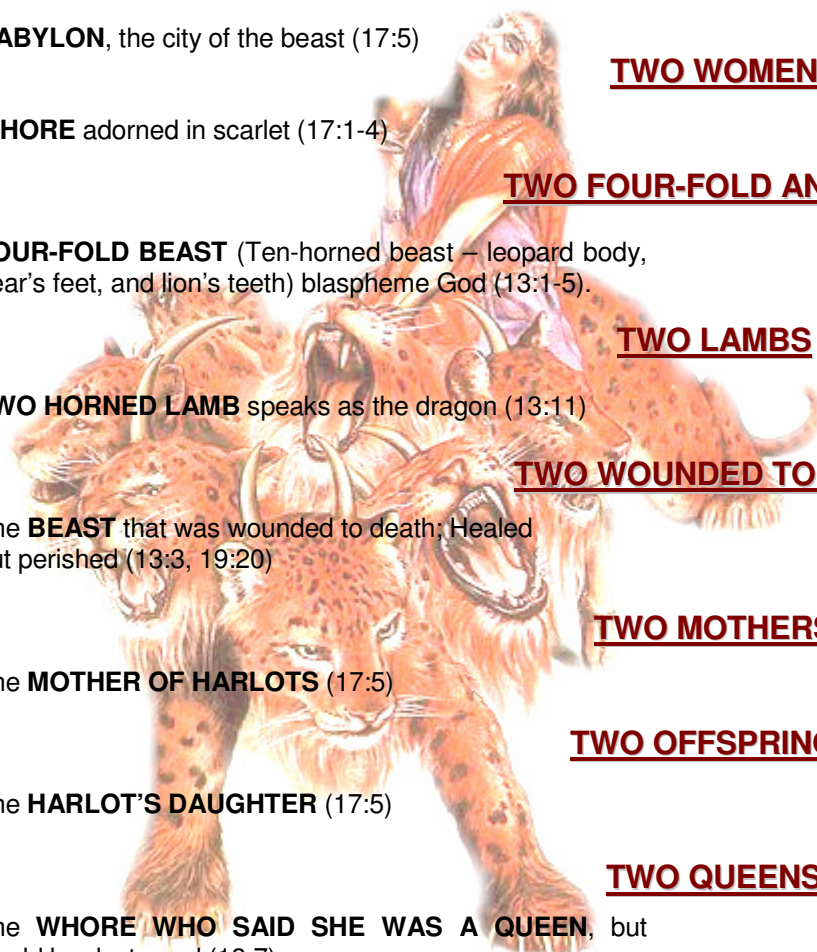 ABYLON, the city of the beast (17:5)
TWO WOMEN
HORE adorned in scarlet (17:1-4)
TWO FOUR-FOLD AN
OUR-FOLD BEAST (Ten-horned beast – leopard body,
ear's feet, and lion's teeth) blaspheme God (13:1-5).
TWO LAMBS
WO HORNED LAMB speaks as the dragon (13:11)
TWO WOUNDED TO
he BEAST that was wounded to death; Healed
ut perished (13:3, 19:20)
TWO MOTHERS
he MOTHER OF HARLOTS (17:5)
TWO OFFSPRING
he HARLOT'S DAUGHTER (17:5)
TWO QUEENS
he WHORE WHO SAID SHE WAS A QUEEN, but